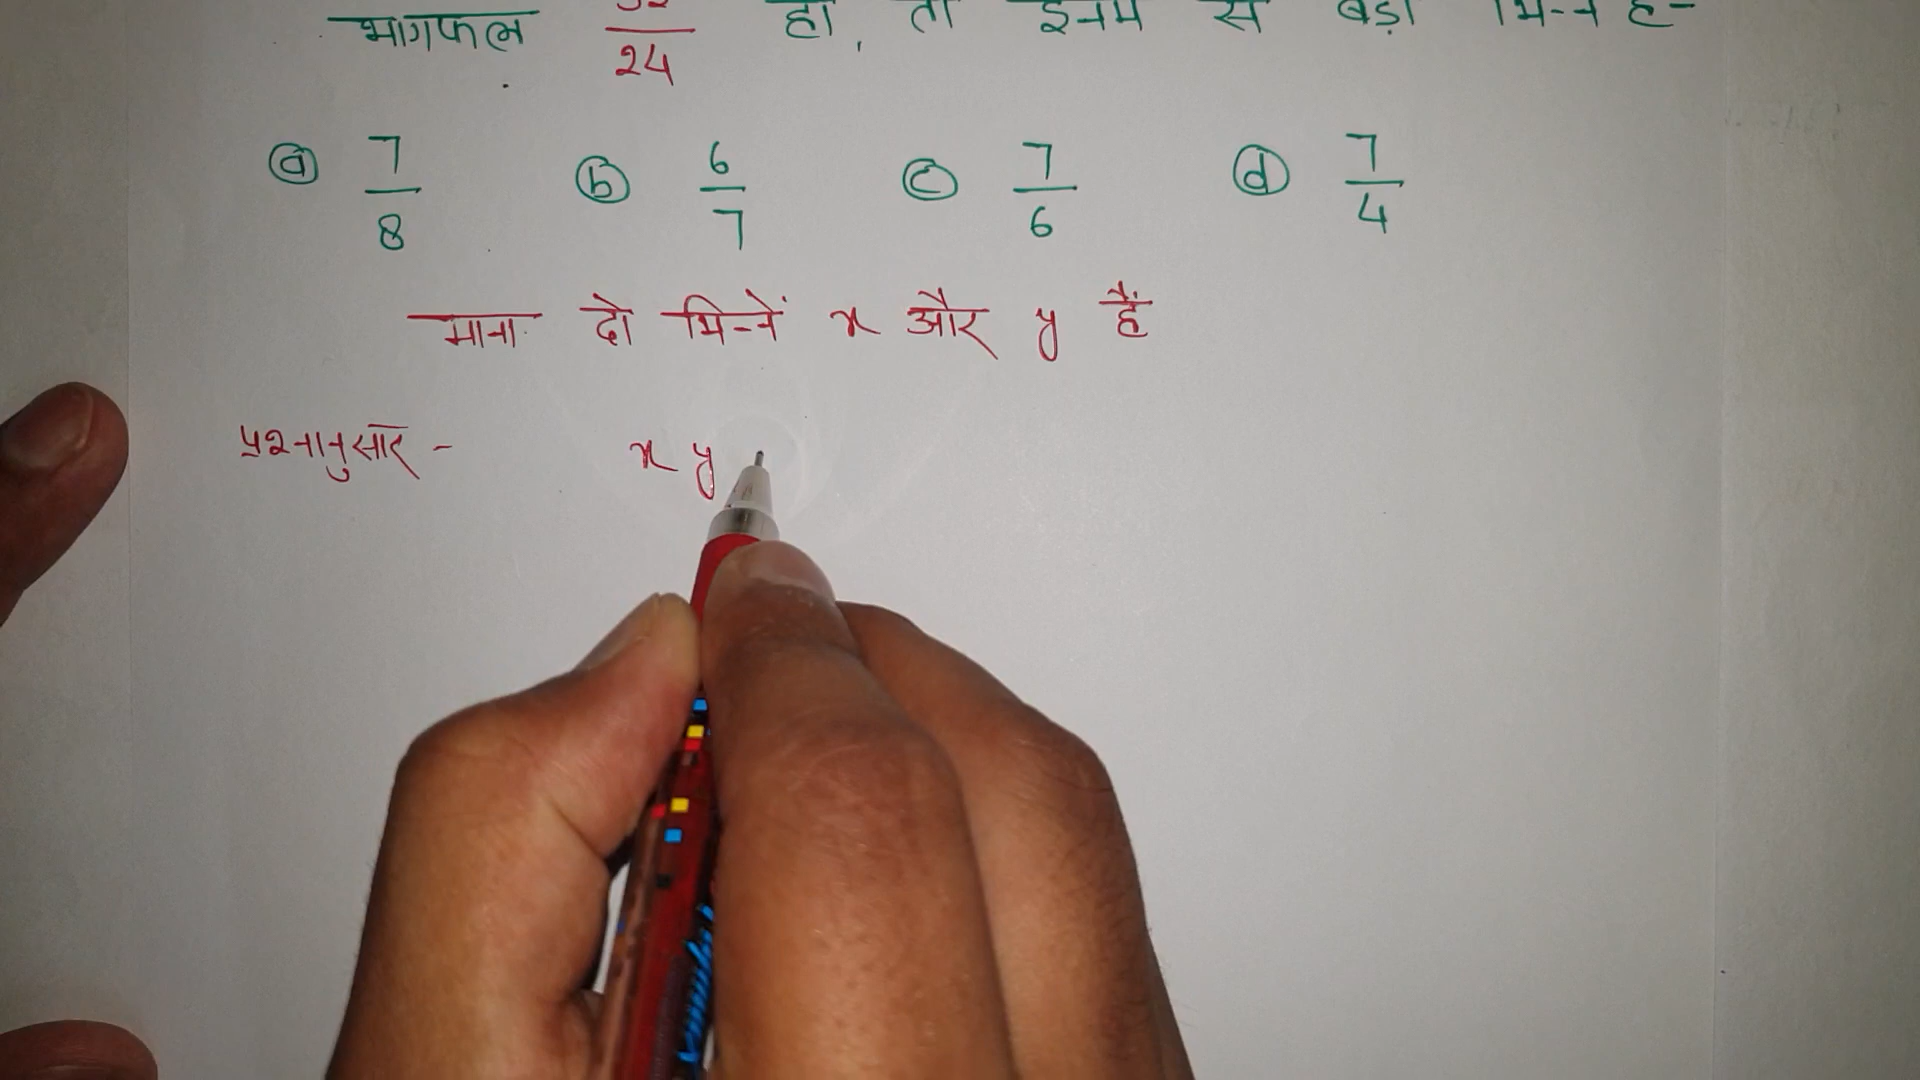 भागफल /24 हो, तो इनमें से बड़ी भिन्न है-
ⓐ 7/8 ⓑ 6/7 ⓒ 7/6 ⓓ 7/4
माना दो भिन्नें x और y हैं
प्रश्नानुसार - x y